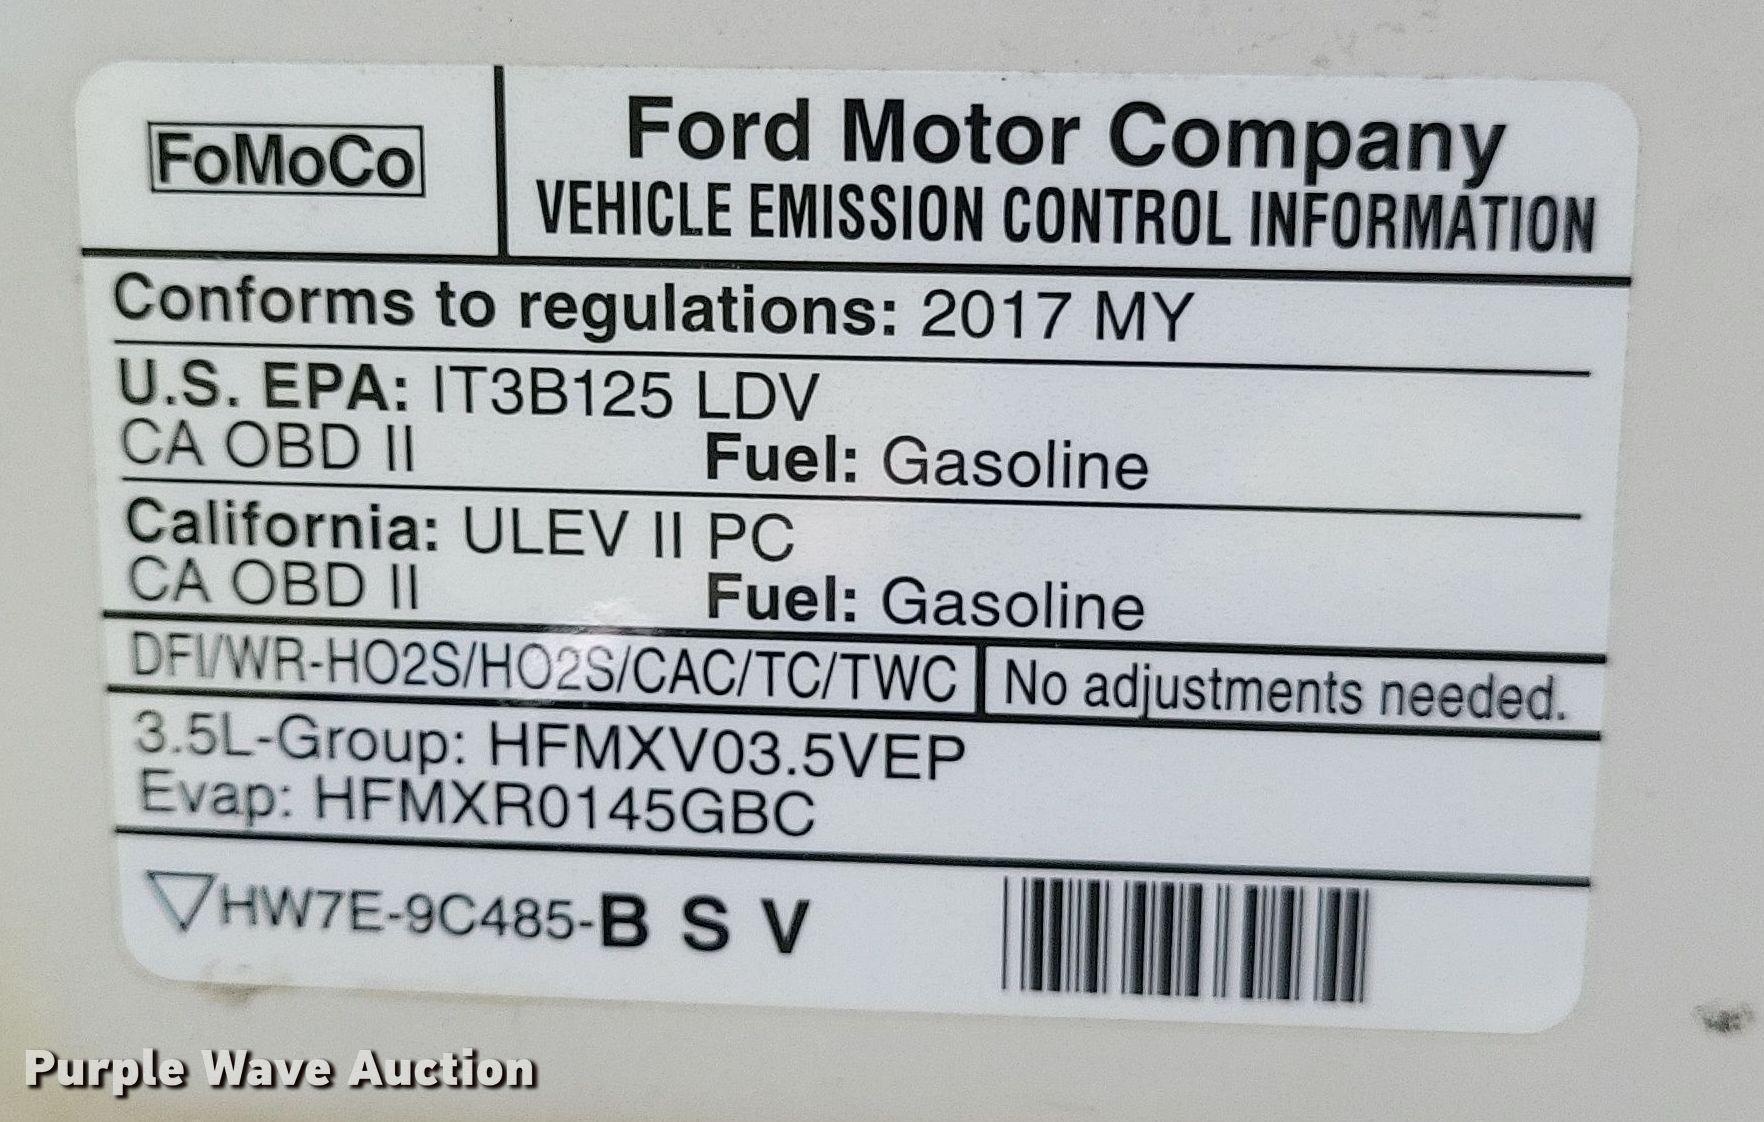 FoMoCo
Ford Motor Company
VEHICLE EMISSION CONTROL INFORMATION
Conforms to regulations: 2017 MY
U.S. EPA: IT3B125 LDV
CA OBD II Fuel: Gasoline
California: ULEV II PC
CA OBD II Fuel: Gasoline
DFI/WR-HO2S/HO2S/CAC/TC/TWC No adjustments needed.
3.5L-Group: HFMXV03.5VEP
Evap: HFMXR0145GBC
HW7E-9C485-B S V
Purple Wave Auction